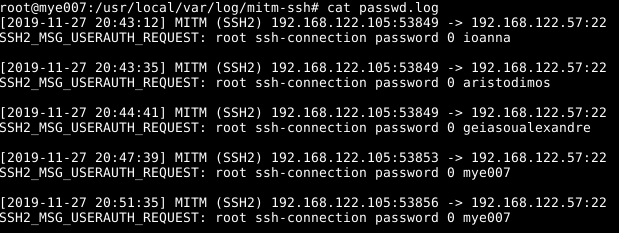 root@mye007:/usr/local/var/log/mitm-ssh# cat passwd.log
[2019-11-27 20:43:12] MITM (SSH2) 192.168.122.105:53849 -> 192.168.122.57:22
SSH2_MSG_USERAUTH_REQUEST: root ssh-connection password 0 ioanna
[2019-11-27 20:43:35] MITM (SSH2) 192.168.122.105:53849 -> 192.168.122.57:22
SSH2_MSG_USERAUTH_REQUEST: root ssh-connection password 0 aristodimos
[2019-11-27 20:44:41] MITM (SSH2) 192.168.122.105:53849 -> 192.168.122.57:22
SSH2_MSG_USERAUTH_REQUEST: root ssh-connection password 0 geiasoualexandre
[2019-11-27 20:47:39] MITM (SSH2) 192.168.122.105:53853 -> 192.168.122.57:22
SSH2_MSG_USERAUTH_REQUEST: root ssh-connection password 0 mye007
[2019-11-27 20:51:35] MITM (SSH2) 192.168.122.105:53856 -> 192.168.122.57:22
SSH2_MSG_USERAUTH_REQUEST: root ssh-connection password 0 mye007